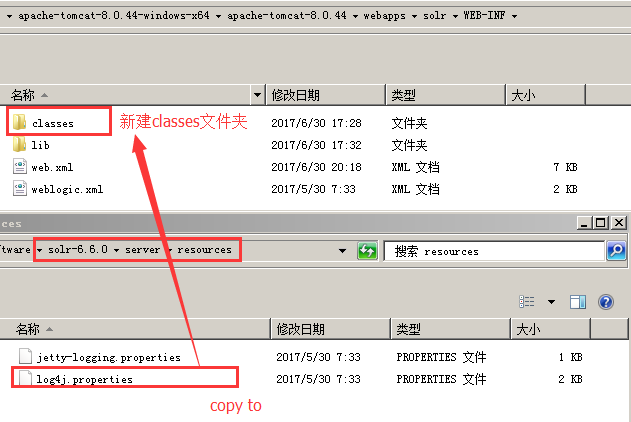 apache-tomcat-8.0.44-windows-x64 apache-tomcat-8.0.44 webapps solr WEB-INF
名称 修改日期 类型 大小
classes 新建classes文件夹 2017/6/30 17:28 文件夹
lib 2017/6/30 17:32 文件夹
web.xml 2017/6/30 20:18 XML 文档 7 KB
weblogic.xml 2017/5/30 7:33 XML 文档 2 KB
ces
ftware solr-6.6.0 server resources 搜索 resources
名称 修改日期 类型 大小
jetty-logging.properties 2017/5/30 7:33 PROPERTIES 文件 1 KB
log4j.properties 2017/5/30 7:33 PROPERTIES 文件 2 KB
copy to